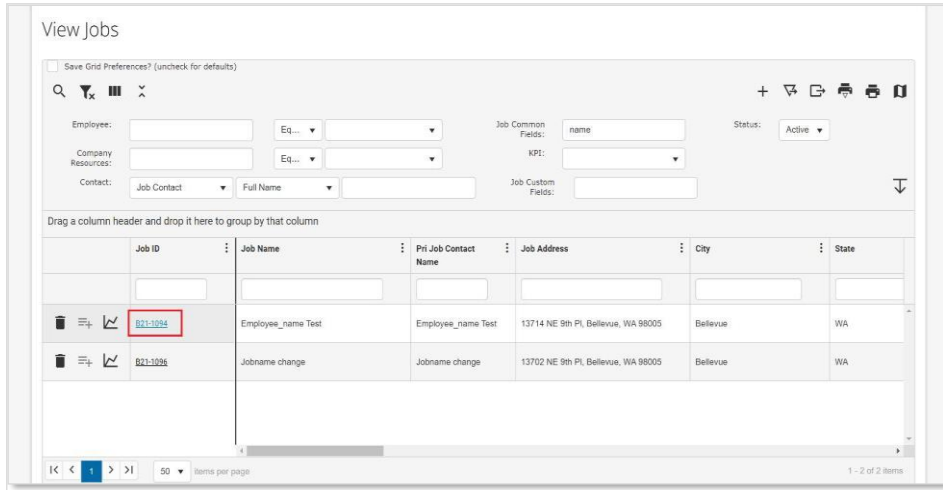 View Jobs
Save Grid Preferences? (uncheck for defaults)
Employee: Eq... Job Common Fields: name Status: Active
Company Resources: Eq... KPI:
Contact: Job Contact Full Name Job Custom Fields:
Drag a column header and drop it here to group by that column
Job ID Job Name Pri Job Contact Name Job Address City State
B21-1094 Employee_name Test Employee_name Test 13714 NE 9th Pl, Bellevue, WA 98005 Bellevue WA
B21-1096 Jobname change Jobname change 13702 NE 9th Pl, Bellevue, WA 98005 Bellevue WA
1 50 items per page 1 - 2 of 2 items